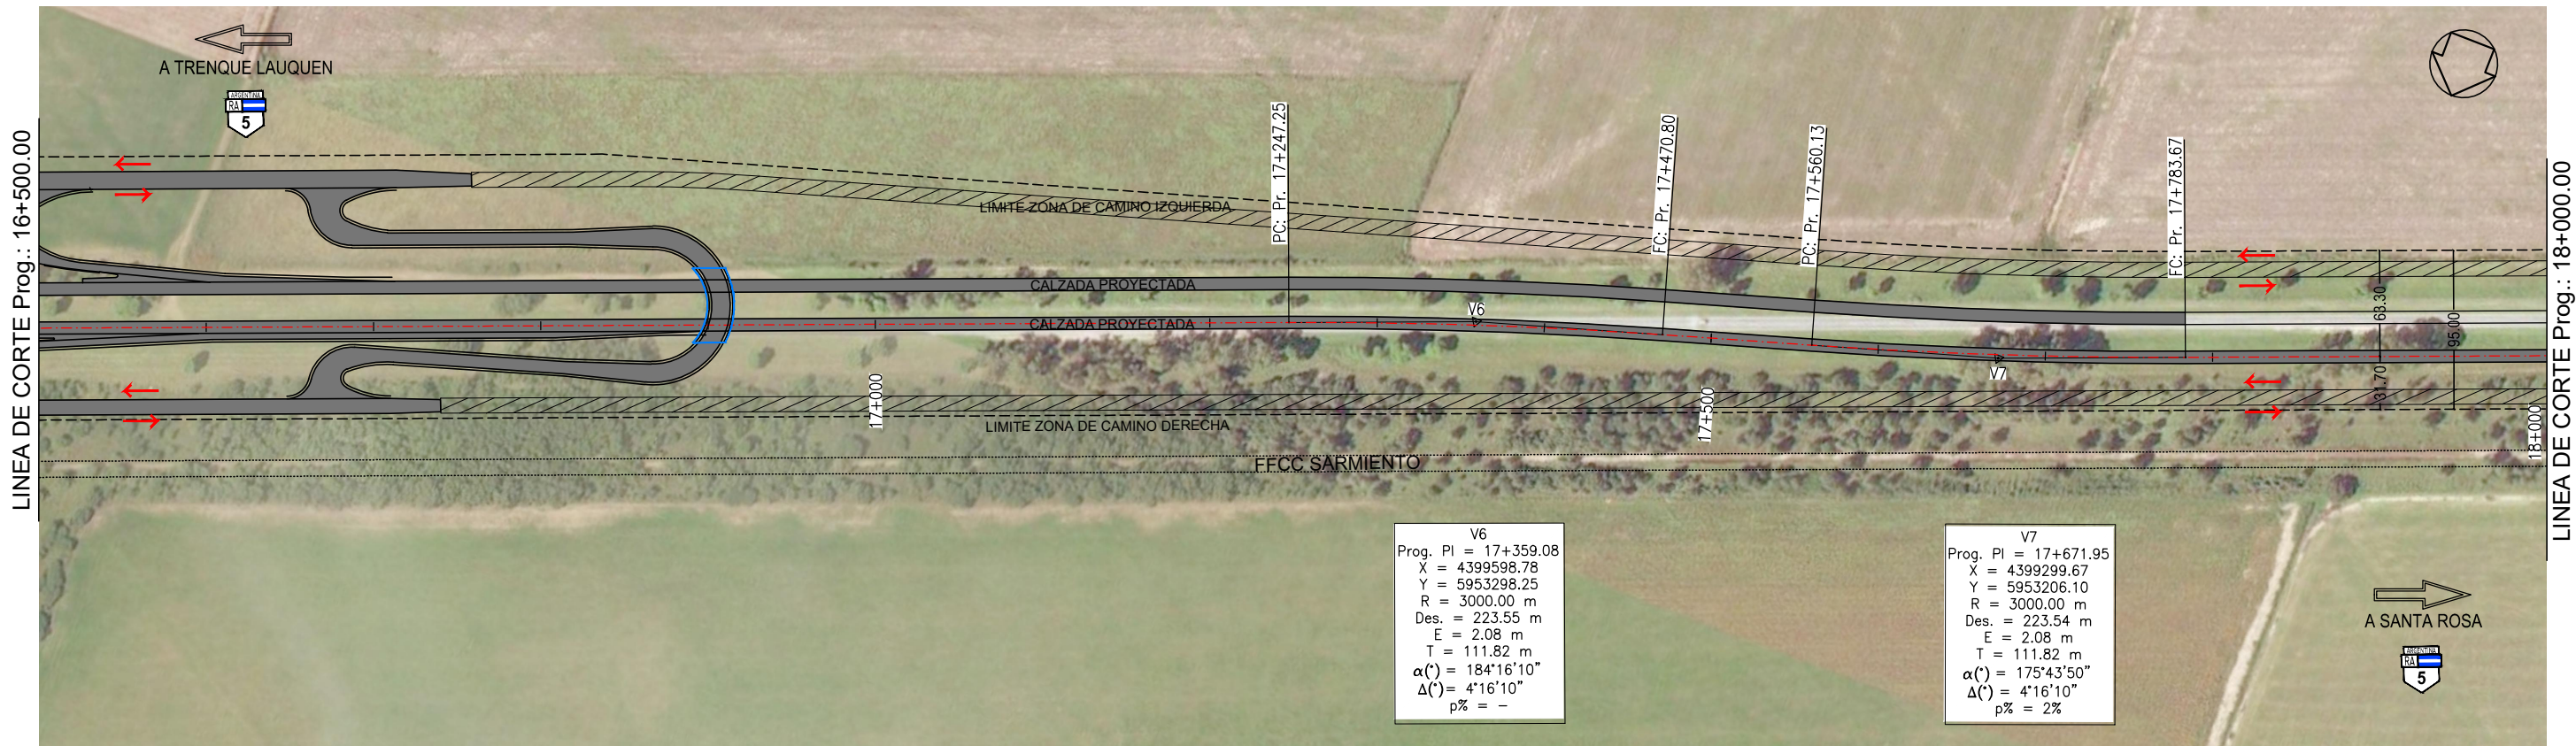 A TRENQUE LAUQUEN
ARGENTINA
RA
5
LINEA DE CORTE Prog.: 16+500.00
LIMITE ZONA DE CAMINO IZQUIERDA
PC: Pr. 17+247.25
FC: Pr. 17+470.80
PC: Pr. 17+560.13
FC: Pr. 17+783.67
CALZADA PROYECTADA
CALZADA PROYECTADA
V6
V7
63.30
95.00
31.70
17+000
17+500
18+000
LIMITE ZONA DE CAMINO DERECHA
FFCC SARMIENTO
LINEA DE CORTE Prog.: 18+000.00
V6
Prog. PI = 17+359.08
X = 4399598.78
Y = 5953298.25
R = 3000.00 m
Des. = 223.55 m
E = 2.08 m
T = 111.82 m
α(°) = 184°16'10"
Δ(°)= 4°16'10"
p% = -
V7
Prog. PI = 17+671.95
X = 4399299.67
Y = 5953206.10
R = 3000.00 m
Des. = 223.54 m
E = 2.08 m
T = 111.82 m
α(°) = 175°43'50"
Δ(°) = 4°16'10"
p% = 2%
A SANTA ROSA
ARGENTINA
RA
5